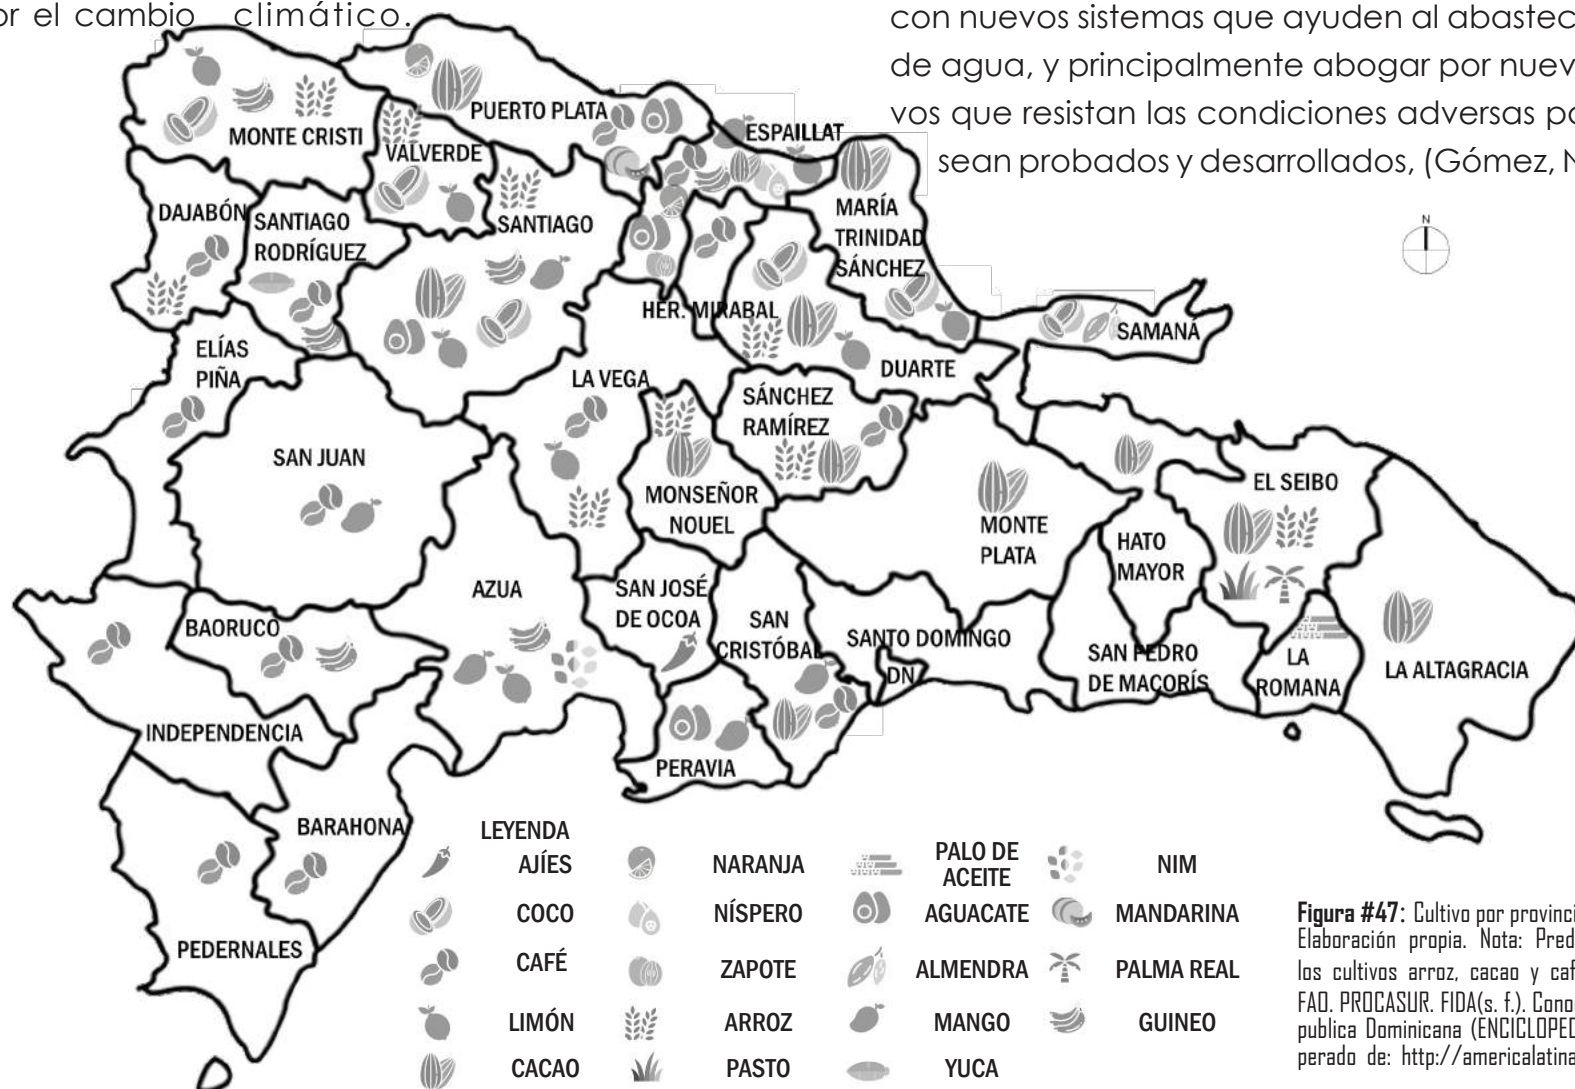 or el cambio climático.
con nuevos sistemas que ayuden al abastec
de agua, y principalmente abogar por nuev
vos que resistan las condiciones adversas pa
sean probados y desarrollados, (Gómez, N
N
MONTE CRISTI
PUERTO PLATA
VALVERDE
ESPAILLAT
DAJABÓN
SANTIAGO
RODRÍGUEZ
SANTIAGO
MARÍA
TRINIDAD
SÁNCHEZ
HER. MIRABAL
SAMANÁ
ELÍAS
PIÑA
LA VEGA
DUARTE
SÁNCHEZ
RAMÍREZ
SAN JUAN
MONSEÑOR
NOUEL
MONTE
PLATA
EL SEIBO
HATO
MAYOR
AZUA
SAN JOSÉ
DE OCOA
SAN
CRISTÓBAL
BAORUCO
SANTO DOMINGO
DN
SAN PEDRO
DE MACORÍS
LA
ROMANA
LA ALTAGRACIA
INDEPENDENCIA
PERAVIA
BARAHONA
PEDERNALES
LEYENDA
AJÍES
NARANJA
PALO DE
ACEITE
NIM
COCO
NÍSPERO
AGUACATE
MANDARINA
CAFÉ
ZAPOTE
ALMENDRA
PALMA REAL
LIMÓN
ARROZ
MANGO
GUINEO
CACAO
PASTO
YUCA
Figura #47: Cultivo por provinci
Elaboración propia. Nota: Pred
los cultivos arroz, cacao y caf
FAO. PROCASUR. FIDA(s. f.). Cono
publica Dominicana (ENCICLOPED
perado de: http://americalatina